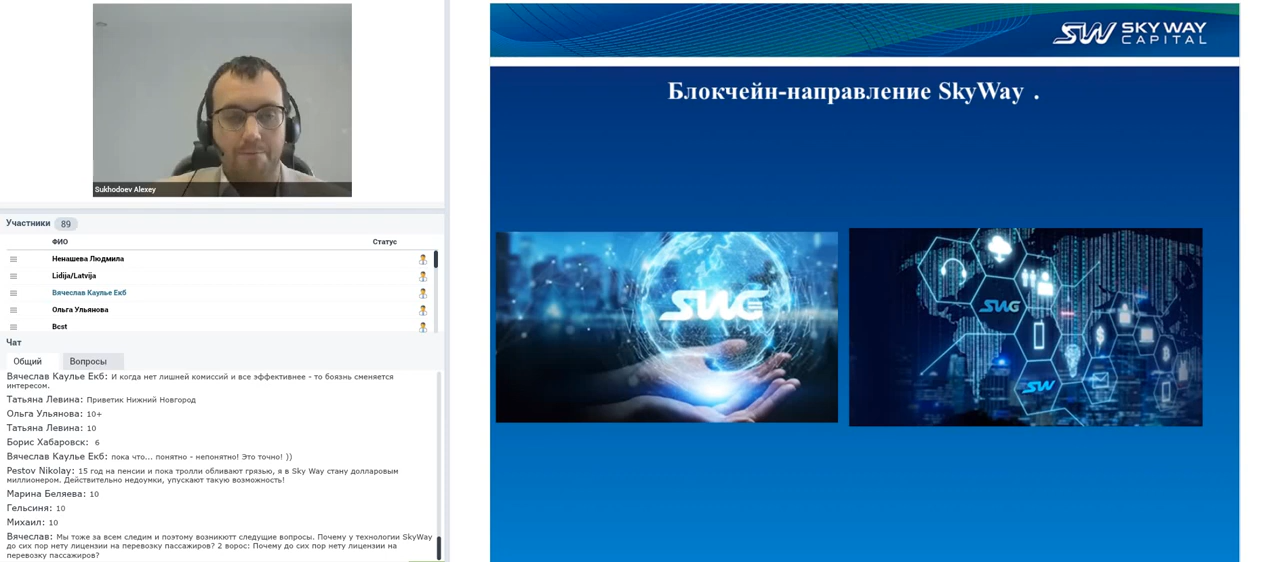 Sukhodoev Alexey
Участники 89
ФИО Статус
Ненашева Людмила
Lidija/Latvija
Вячеслав Каулье Екб
Ольга Ульянова
Bcst
Чат
Общий Вопросы
Вячеслав Каулье Екб: И когда нет лишней комиссий и все эффективнее - то боязнь сменяется
интересом.
Татьяна Левина: Приветик Нижний Новгород
Ольга Ульянова: 10+
Татьяна Левина: 10
Борис Хабаровск: 6
Вячеслав Каулье Екб: пока что... понятно - непонятно! Это точно! ))
Pestov Nikolay: 15 год на пенсии и пока тролли обливают грязью, я в Sky Way стану долларовым
миллионером. Действительно недоумки, упускают такую возможность!
Марина Беляева: 10
Гельсиня: 10
Михаил: 10
Вячеслав: Мы тоже за всем следим и поэтому возникютт следущие вопросы. Почему у технологии SkyWay
до сих пор нету лицензии на перевозку пассажиров? 2 ворос: Почему до сих пор нету лицензии на
перевозку пассажиров?
SW SKY WAY
CAPITAL
Блокчейн-направление SkyWay .
SWG
SWG
SW